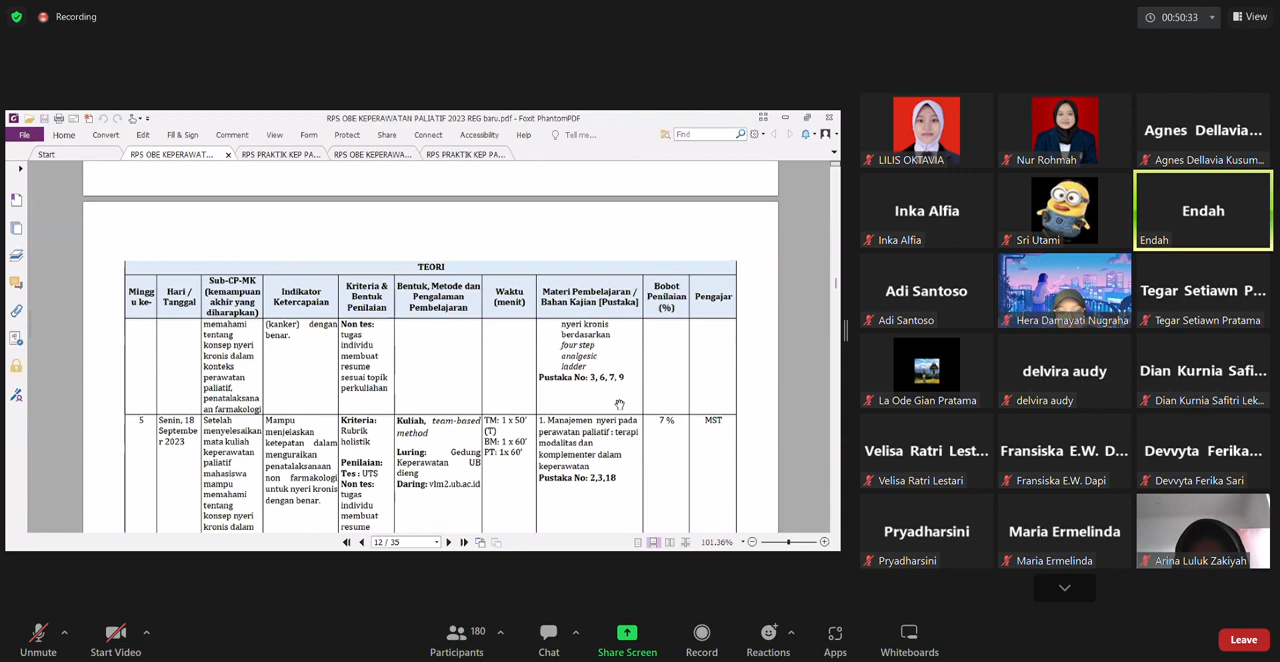 Recording
00:50:33
View
RPS OBE KEPERAWATAN PALIATIF 2023 REG baru.pdf - Foxit PhantomPDF
File Home Convert Edit Fill & Sign Comment View Form Protect Share Connect Accessibility Help Tell me... Find
Start
RPS OBE KEPERAWAT... x
RPS PRAKTIK KEP PA...
RPS OBE KEPERAWA...
RPS PRAKTIK KEP PA...
TEORI
Mingg
u ke-
Hari /
Tanggal
Sub-CP-MK
(kemampuan
akhir yang
diharapkan)
Indikator
Ketercapaian
Kriteria &
Bentuk
Penilaian
Bentuk, Metode dan
Pengalaman
Pembelajaran
Waktu
(menit)
Materi Pembelajaran /
Bahan Kajian [Pustaka]
Bobot
Penilaian
(%)
Pengajar
memahami
tentang
konsep nyeri
kronis dalam
konteks
perawatan
paliatif,
penatalaksana
an farmakologi
(kanker) dengan
benar.
Non tes:
tugas
individu
membuat
resume
sesuai topik
perkuliahan
nyeri kronis
berdasarkan
four step
analgesic
ladder
Pustaka No: 3, 6, 7, 9
5
Senin, 18
Septembe
r 2023
Setelah
menyelesaikan
mata kuliah
keperawatan
paliatif
mahasiswa
mampu
memahami
tentang
konsep nyeri
kronis dalam
Mampu
menjelaskan
ketepatan dalam
menguraikan
penatalaksanaan
non farmakologi
untuk nyeri kronis
dengan benar.
Kriteria:
Rubrik
holistik
Penilaian:
Tes : UTS
Non tes:
tugas
individu
membuat
resume
Kuliah, team-based
method
Luring: Gedung
Keperawatan UB
dieng
Daring: vlm2.ub.ac.id
TM: 1 x 50'
(T)
BM: 1 x 60'
PT: 1x 60'
1. Manajemen nyeri pada
perawatan paliatif : terapi
modalitas dan
komplementer dalam
keperawatan
Pustaka No: 2,3,18
7 %
MST
12 / 35
101.36%
LILIS OKTAVIA
Nur Rohmah
Agnes Dellavia...
Agnes Dellavia Kusum...
Inka Alfia
Inka Alfia
Sri Utami
Endah
Endah
Adi Santoso
Adi Santoso
Hera Damayati Nugraha
Tegar Setiawn P...
Tegar Setiawn Pratama
La Ode Gian Pratama
delvira audy
delvira audy
Dian Kurnia Safi...
Dian Kurnia Safitri Lek...
Velisa Ratri Lest...
Velisa Ratri Lestari
Fransiska E.W. D...
Fransiska E.W. Dapi
Devvyta Ferika...
Devvyta Ferika Sari
Pryadharsini
Pryadharsini
Maria Ermelinda
Maria Ermelinda
Arina Luluk Zakiyah
Unmute
Start Video
180
Participants
Chat
Share Screen
Record
Reactions
Apps
Whiteboards
Leave